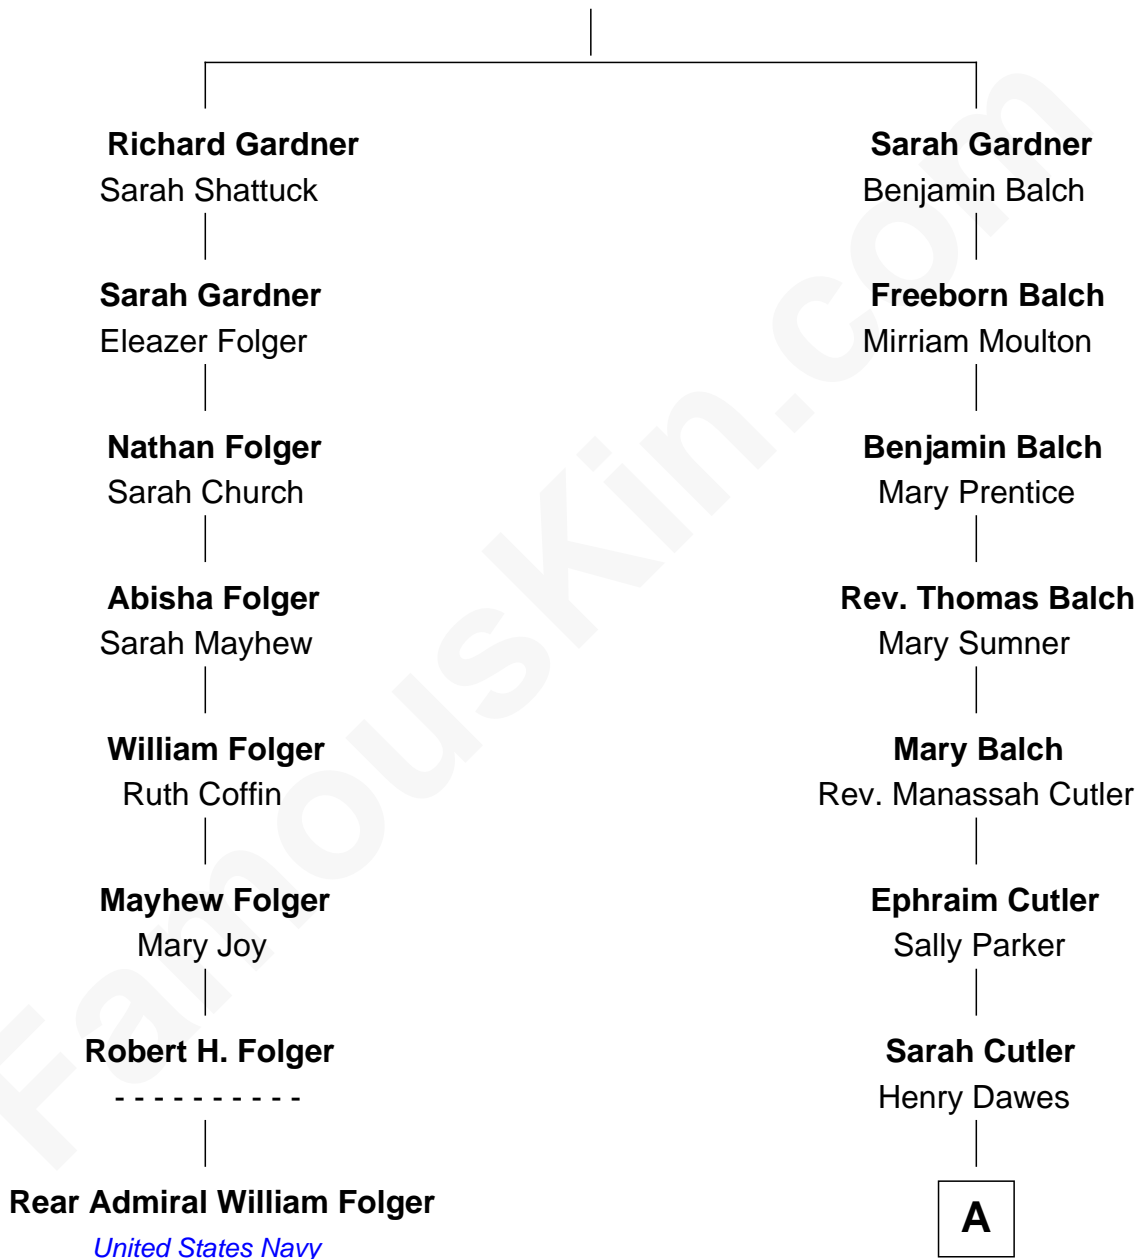 Richard Gardner
Sarah Shattuck
Sarah Gardner
Eleazer Folger
Nathan Folger
Sarah Church
Abisha Folger
Sarah Mayhew
William Folger
Ruth Coffin
Mayhew Folger
Mary Joy
Robert H. Folger
- - - - - - - - - -
Rear Admiral William Folger
United States Navy
Sarah Gardner
Benjamin Balch
Freeborn Balch
Mirriam Moulton
Benjamin Balch
Mary Prentice
Rev. Thomas Balch
Mary Sumner
Mary Balch
Rev. Manassah Cutler
Ephraim Cutler
Sally Parker
Sarah Cutler
Henry Dawes
A
FamousKin.com